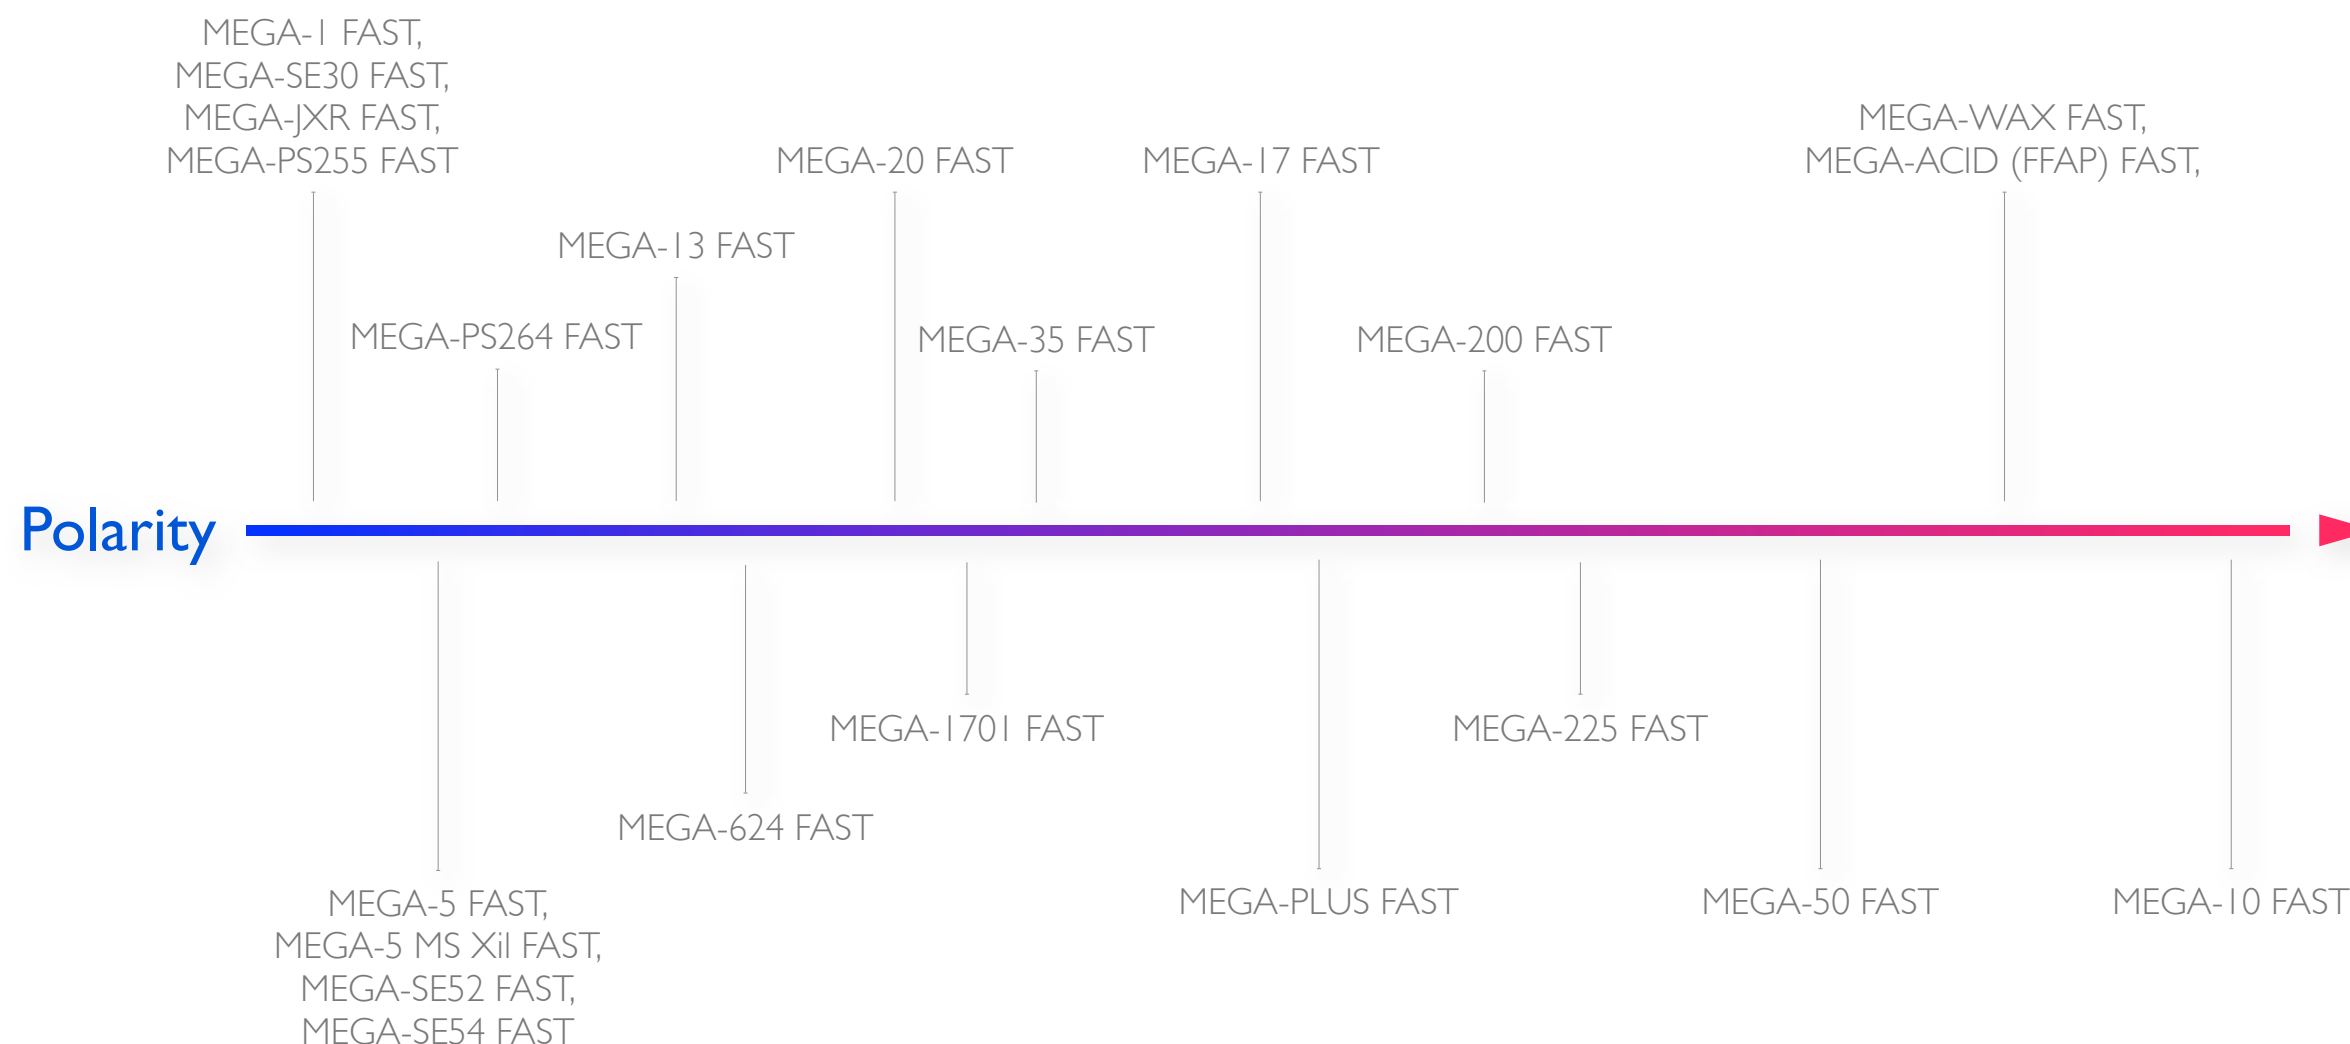 MEGA-1 FAST,
MEGA-SE30 FAST,
MEGA-JXR FAST,
MEGA-PS255 FAST
MEGA-20 FAST
MEGA-17 FAST
MEGA-WAX FAST,
MEGA-ACID (FFAP) FAST,
MEGA-13 FAST
MEGA-PS264 FAST
MEGA-35 FAST
MEGA-200 FAST
Polarity
MEGA-1701 FAST
MEGA-225 FAST
MEGA-624 FAST
MEGA-5 FAST,
MEGA-5 MS Xil FAST,
MEGA-SE52 FAST,
MEGA-SE54 FAST
MEGA-PLUS FAST
MEGA-50 FAST
MEGA-10 FAST